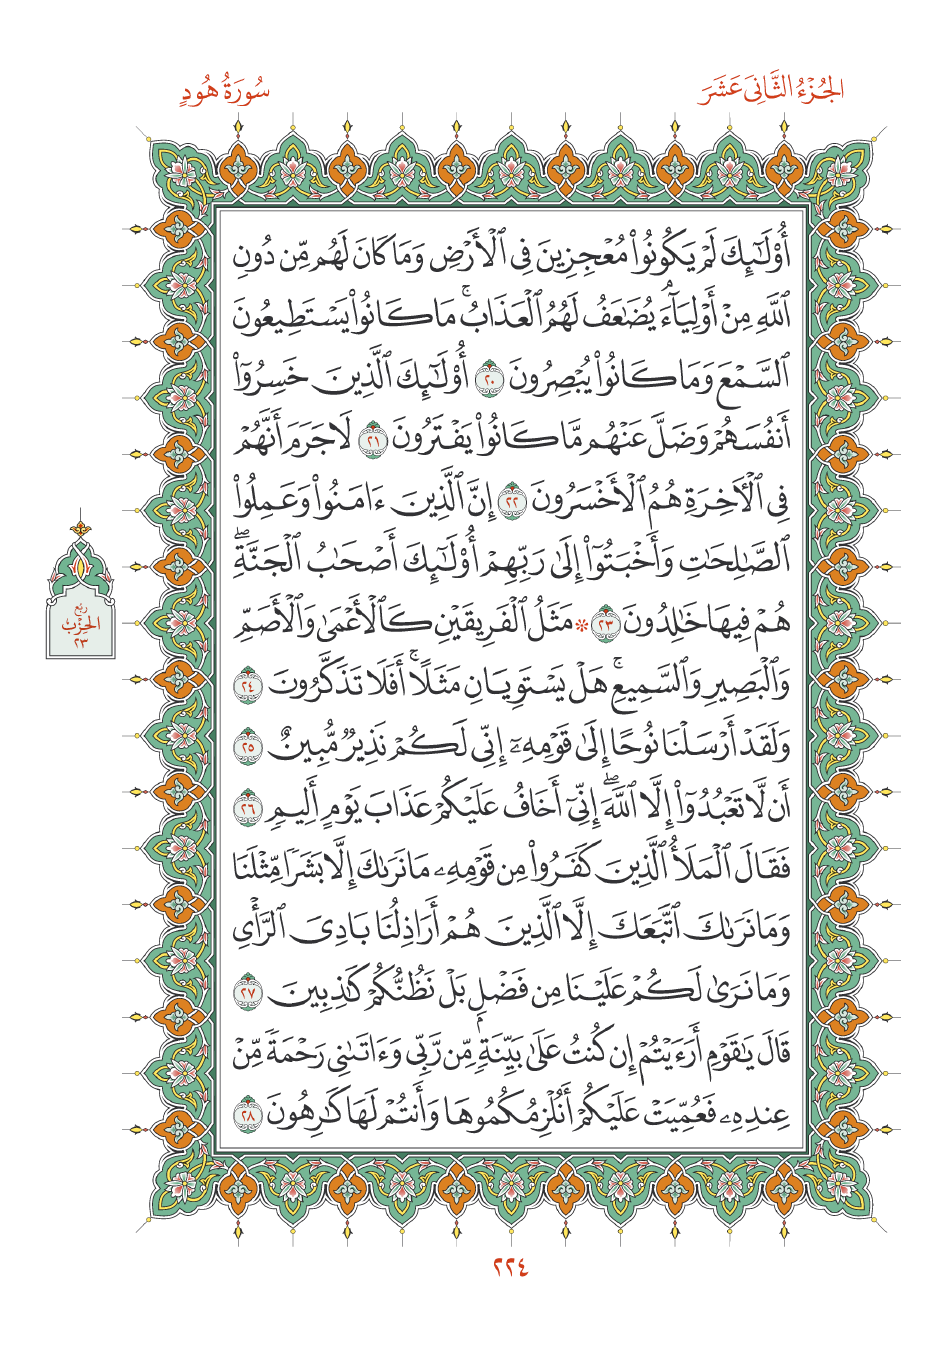 الجُزْءُ الثَّانِيَ عَشَرَ
سُورَةُ هُودٍ
أُو۟لَٰٓئِكَ لَمْ يَكُونُوا۟ مُعْجِزِينَ فِى ٱلْأَرْضِ وَمَا كَانَ لَهُم مِّن دُونِ
ٱللَّهِ مِنْ أَوْلِيَآءَۘ يُضَٰعَفُ لَهُمُ ٱلْعَذَابُۚ مَا كَانُوا۟ يَسْتَطِيعُونَ
ٱلسَّمْعَ وَمَا كَانُوا۟ يُبْصِرُونَ ٢٠ أُو۟لَٰٓئِكَ ٱلَّذِينَ خَسِرُوٓا۟
أَنفُسَهُمْ وَضَلَّ عَنْهُم مَّا كَانُوا۟ يَفْتَرُونَ ٢١ لَا جَرَمَ أَنَّهُمْ
فِى ٱلْءَاخِرَةِ هُمُ ٱلْأَخْسَرُونَ ٢٢ إِنَّ ٱلَّذِينَ ءَامَنُوا۟ وَعَمِلُوا۟
ٱلصَّٰلِحَٰتِ وَأَخْبَتُوٓا۟ إِلَىٰ رَبِّهِمْ أُو۟لَٰٓئِكَ أَصْحَٰبُ ٱلْجَنَّةِۖ
هُمْ فِيهَا خَٰلِدُونَ ٢٣ ۞ مَثَلُ ٱلْفَرِيقَيْنِ كَٱلْأَعْمَىٰ وَٱلْأَصَمِّ
وَٱلْبَصِيرِ وَٱلسَّمِيعِۚ هَلْ يَسْتَوِيَانِ مَثَلًاۚ أَفَلَا تَذَكَّرُونَ ٢٤
وَلَقَدْ أَرْسَلْنَا نُوحًا إِلَىٰ قَوْمِهِۦٓ إِنِّى لَكُمْ نَذِيرٌ مُّبِينٌ ٢٥
أَن لَّا تَعْبُدُوٓا۟ إِلَّا ٱللَّهَۖ إِنِّىٓ أَخَافُ عَلَيْكُمْ عَذَابَ يَوْمٍ أَلِيمٍ ٢٦
فَقَالَ ٱلْمَلَأُ ٱلَّذِينَ كَفَرُوا۟ مِن قَوْمِهِۦ مَا نَرَىٰكَ إِلَّا بَشَرًا مِّثْلَنَا
وَمَا نَرَىٰكَ ٱتَّبَعَكَ إِلَّا ٱلَّذِينَ هُمْ أَرَاذِلُنَا بَادِىَ ٱلرَّأْىِ
وَمَا نَرَىٰ لَكُمْ عَلَيْنَا مِن فَضْلٍۭ بَلْ نَظُنُّكُمْ كَٰذِبِينَ ٢٧
قَالَ يَٰقَوْمِ أَرَءَيْتُمْ إِن كُنتُ عَلَىٰ بَيِّنَةٍ مِّن رَّبِّى وَءَاتَىٰنِى رَحْمَةً مِّنْ
عِندِهِۦ فَعُمِّيَتْ عَلَيْكُمْ أَنُلْزِمُكُمُوهَا وَأَنتُمْ لَهَا كَٰرِهُونَ ٢٨
ربع
الحِزْب
٢٣
٢٢٤